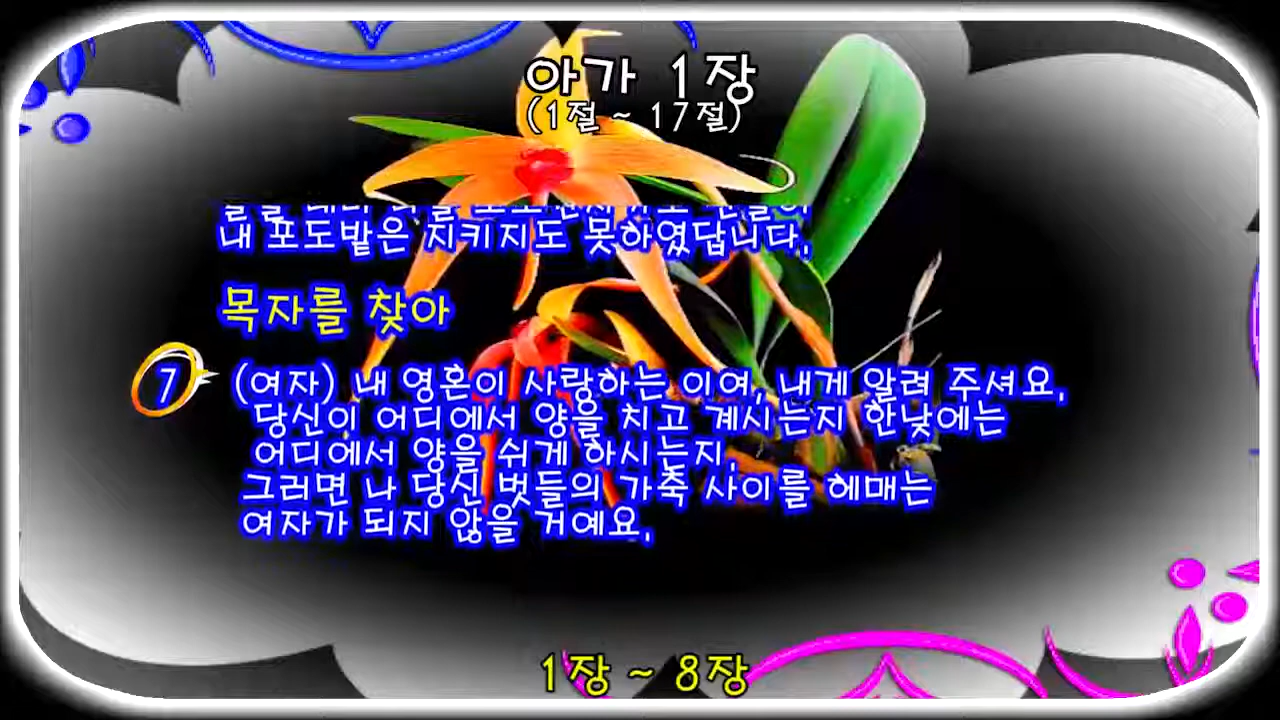 아가 1장
(1절 ~ 17절)
내 포도밭은 지키지도 못하였답니다.
목자를 찾아
7 (여자) 내 영혼이 사랑하는 이여, 내게 알려 주셔요.
당신이 어디에서 양을 치고 계시는지 한낮에는
어디에서 양을 쉬게 하시는지.
그러면 나 당신 벗들의 가축 사이를 헤매는
여자가 되지 않을 거예요.
1장 ~ 8장